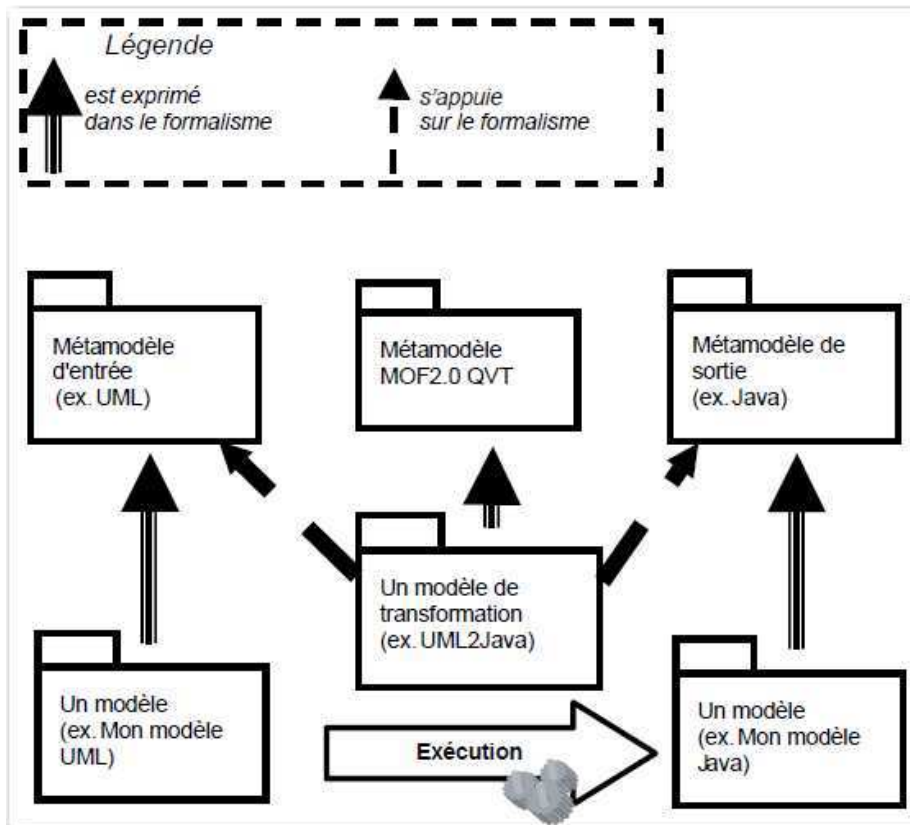 Légende
est exprimé
dans le formalisme
s'appuie
sur le formalisme
Métamodèle
d'entrée
(ex. UML)
Métamodèle
MOF2.0 QVT
Métamodèle de
sortie
(ex. Java)
Un modèle de
transformation
(ex. UML2Java)
Un modèle
(ex. Mon modèle
UML)
Exécution
Un modèle
(ex. Mon modèle
Java)